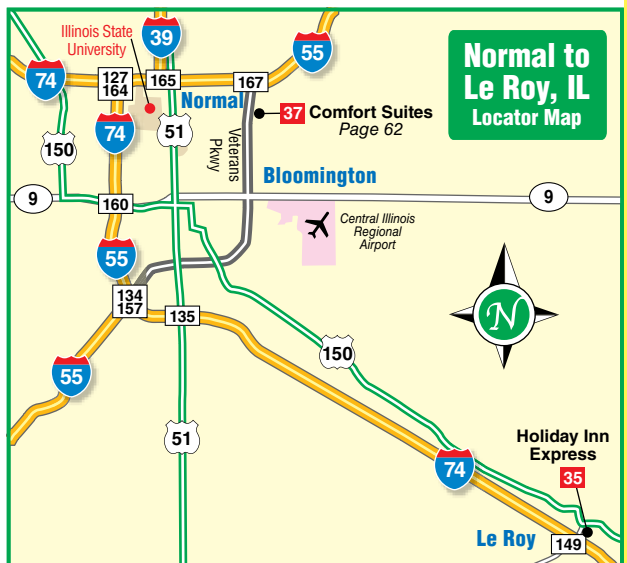 Illinois State
University
39
55
Normal to
Le Roy, IL
Locator Map
74
127
164
165
167
Normal
37 Comfort Suites
Page 62
74
51
150
Veterans
Pkwy
Bloomington
9
160
9
Central Illinois
Regional
Airport
55
N
134
157
135
150
55
51
Holiday Inn
Express
74
35
Le Roy
149